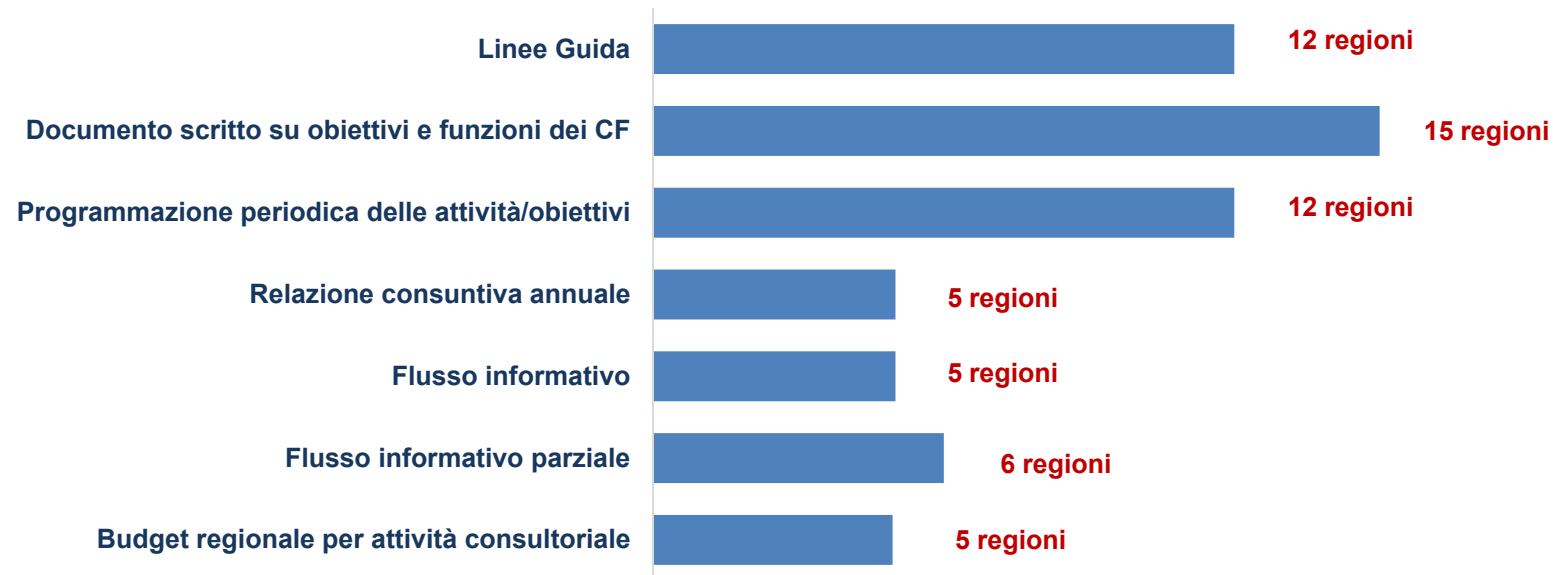 Linee Guida
12 regioni
Documento scritto su obiettivi e funzioni dei CF
15 regioni
Programmazione periodica delle attività/obiettivi
12 regioni
Relazione consuntiva annuale
5 regioni
Flusso informativo
5 regioni
Flusso informativo parziale
6 regioni
Budget regionale per attività consultoriale
5 regioni